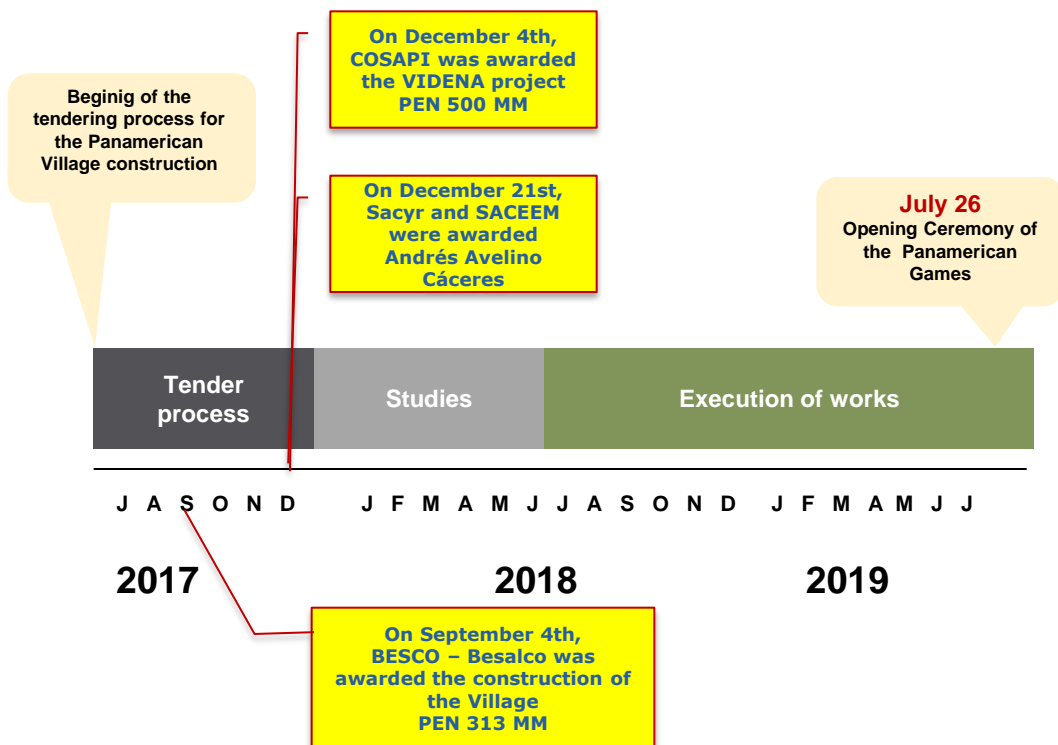 On December 4th,
COSAPI was awarded
the VIDENA project
PEN 500 MM
Beginig of the
tendering process for
the Panamerican
Village construction
On December 21st,
Sacyr and SACEEM
were awarded
Andrés Avelino
Cáceres
July 26
Opening Ceremony of
the Panamerican
Games
Tender
process
Studies
Execution of works
J A S O N D J F M A M J J A S O N D J F M A M J J
2017 2018 2019
On September 4th,
BESCO – Besalco was
awarded the construction of
the Village
PEN 313 MM